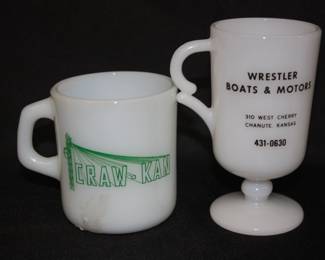 CRAW-KAN
WRESTLER
BOATS & MOTORS
310 WEST CHERRY
CHANUTE, KANSAS
431-0630